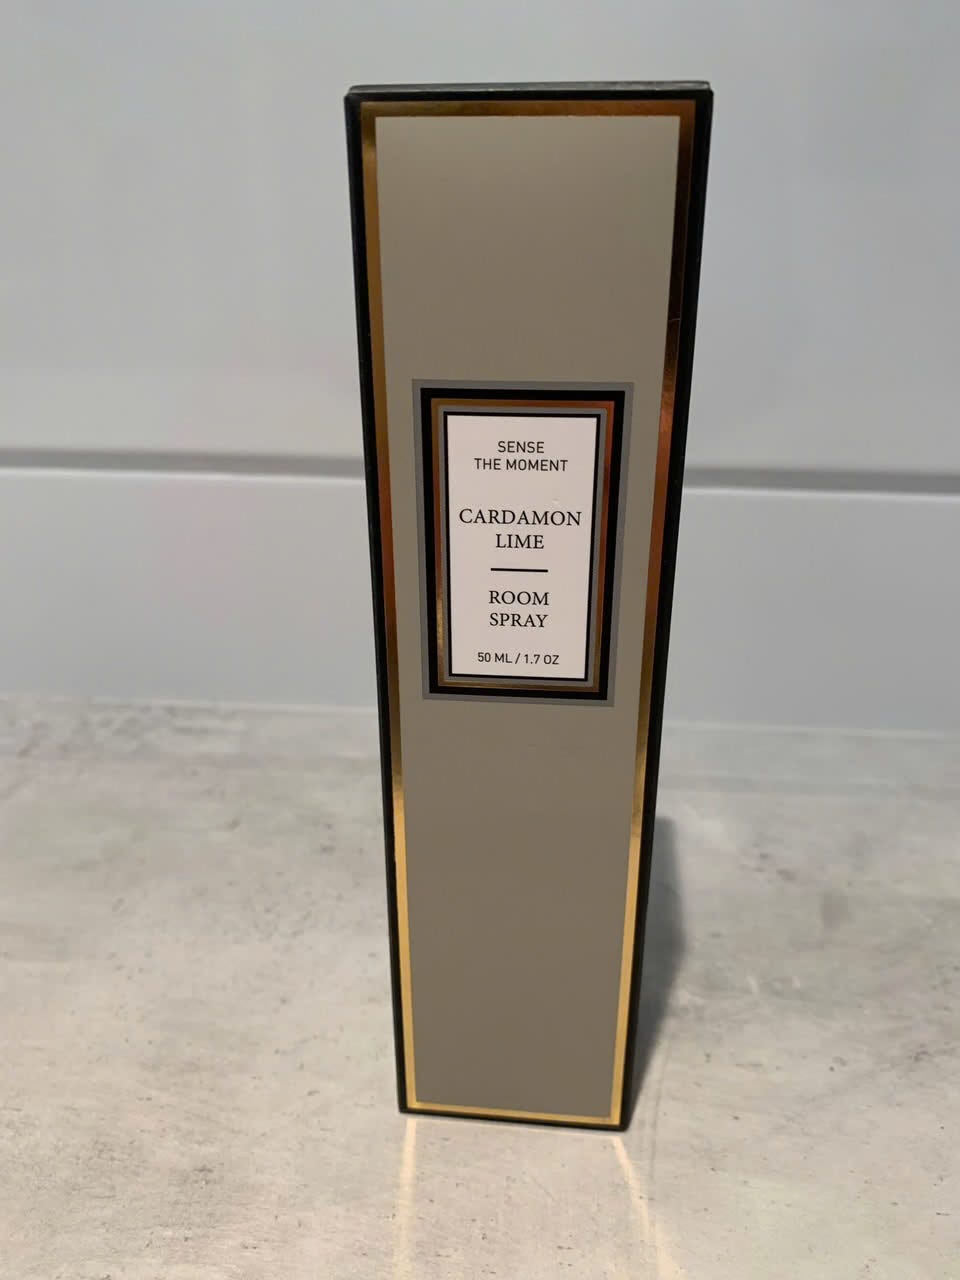 SENSE
THE MOMENT
CARDAMON
LIME
ROOM
SPRAY
50 ML / 1.7 OZ